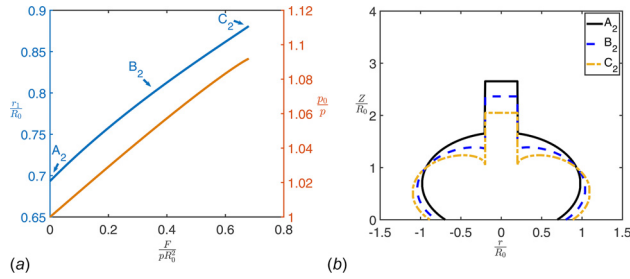 0.9
0.85
0.8
0.75
0.7
0.65
r₁/R₀
A₂
B₂
C₂
1.12
1.1
1.08
1.06
1.04
1.02
1
p₀/p
0 0.2 0.4 0.6 0.8
F/pR₀²
(a)
4
3
2
1
0
Z/R₀
A₂
B₂
C₂
-1.5 -1 -0.5 0 0.5 1 1.5
r/R₀
(b)